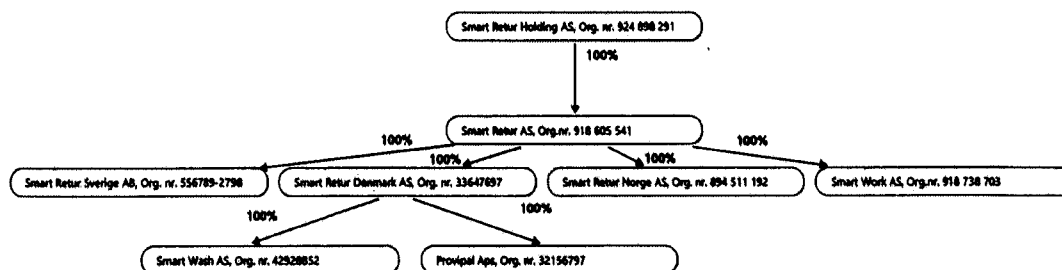 Smart Retur Holding AS, Org. nr. 924 898 291
100%
Smart Retur AS, Org.nr. 918 605 541
100%
100%
100%
100%
Smart Retur Sverige AB, Org. nr. 556789-2798
Smart Retur Danmark AS, Org. nr. 33647697
Smart Retur Norge AS, Org. nr. 894 511 192
Smart Work AS, Org.nr. 918 738 703
100%
100%
Smart Wash AS, Org. nr. 42928852
Provipal Aps, Org. nr. 32156797